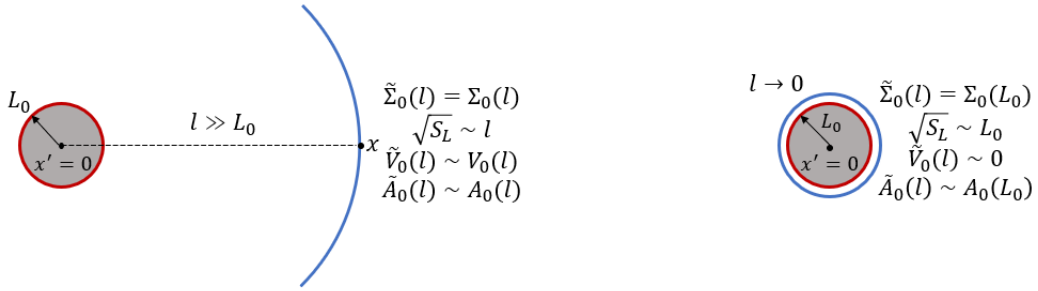 L₀
l ≫ L₀
x′ = 0
x
Σ̃₀(l) = Σ₀(l)
√S_L ~ l
Ṽ₀(l) ~ V₀(l)
Ã₀(l) ~ A₀(l)
l → 0
L₀
x′ = 0
Σ̃₀(l) = Σ₀(L₀)
√S_L ~ L₀
Ṽ₀(l) ~ 0
Ã₀(l) ~ A₀(L₀)